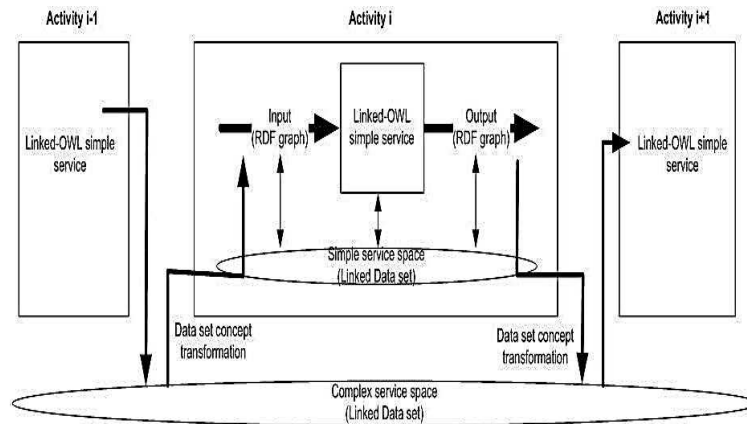 Activity i-1
Activity i
Activity i+1
Linked-OWL simple
service
Input
(RDF graph)
Linked-OWL
simple service
Output
(RDF graph)
Linked-OWL simple
service
Simple service space
(Linked Data set)
Data set concept
transformation
Data set concept
transformation
Complex service space
(Linked Data set)